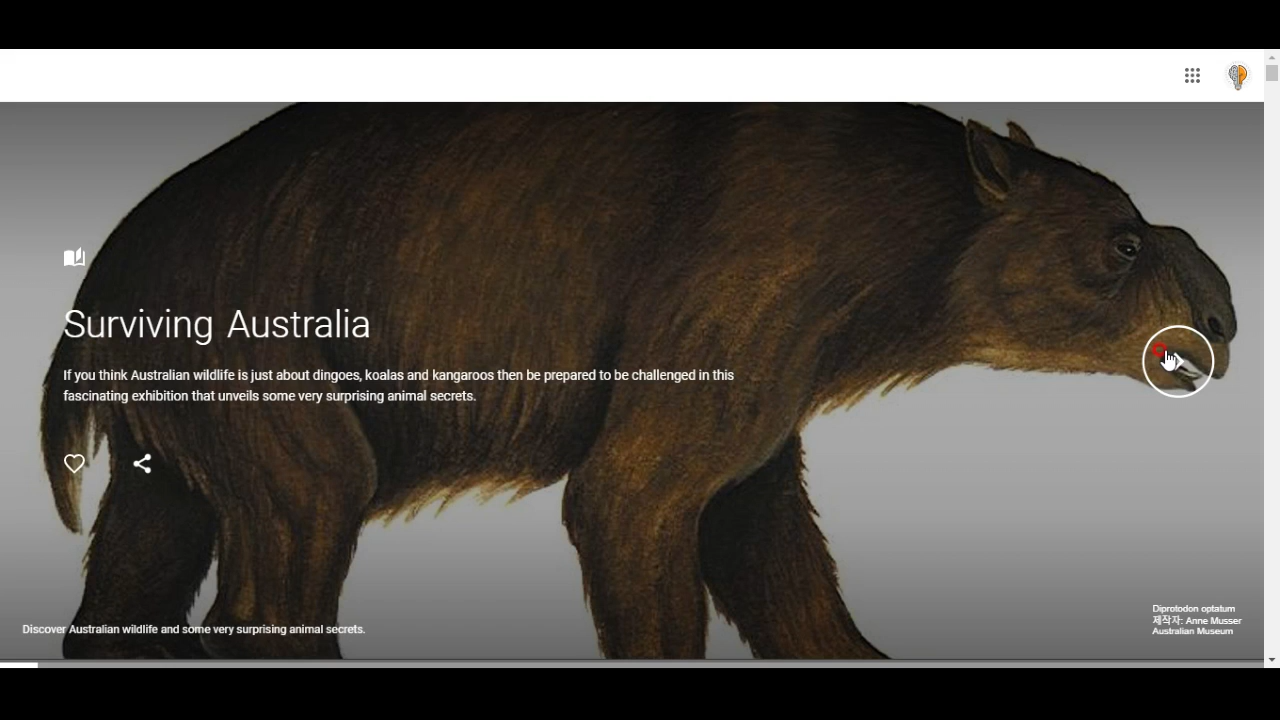 Surviving Australia
If you think Australian wildlife is just about dingoes, koalas and kangaroos then be prepared to be challenged in this
fascinating exhibition that unveils some very surprising animal secrets.
Discover Australian wildlife and some very surprising animal secrets.
Diprotodon optatum
제작자: Anne Musser
Australian Museum